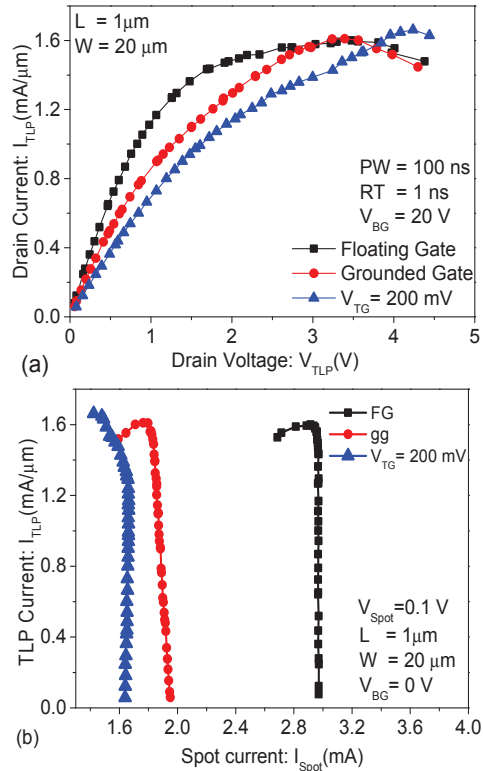 L = 1μm
W = 20 μm
PW = 100 ns
RT = 1 ns
V_BG = 20 V
Floating Gate
Grounded Gate
V_TG = 200 mV
Drain Current: I_TLP(mA/μm)
1.6
1.2
0.8
0.4
0.0
0 1 2 3 4 5
(a) Drain Voltage: V_TLP(V)
FG
gg
V_TG = 200 mV
V_Spot=0.1 V
L = 1μm
W = 20 μm
V_BG= 0 V
TLP Current: I_TLP(mA/μm)
1.6
1.2
0.8
0.4
0.0
1.6 2.0 2.4 2.8 3.2 3.6 4.0
(b) Spot current: I_Spot(mA)